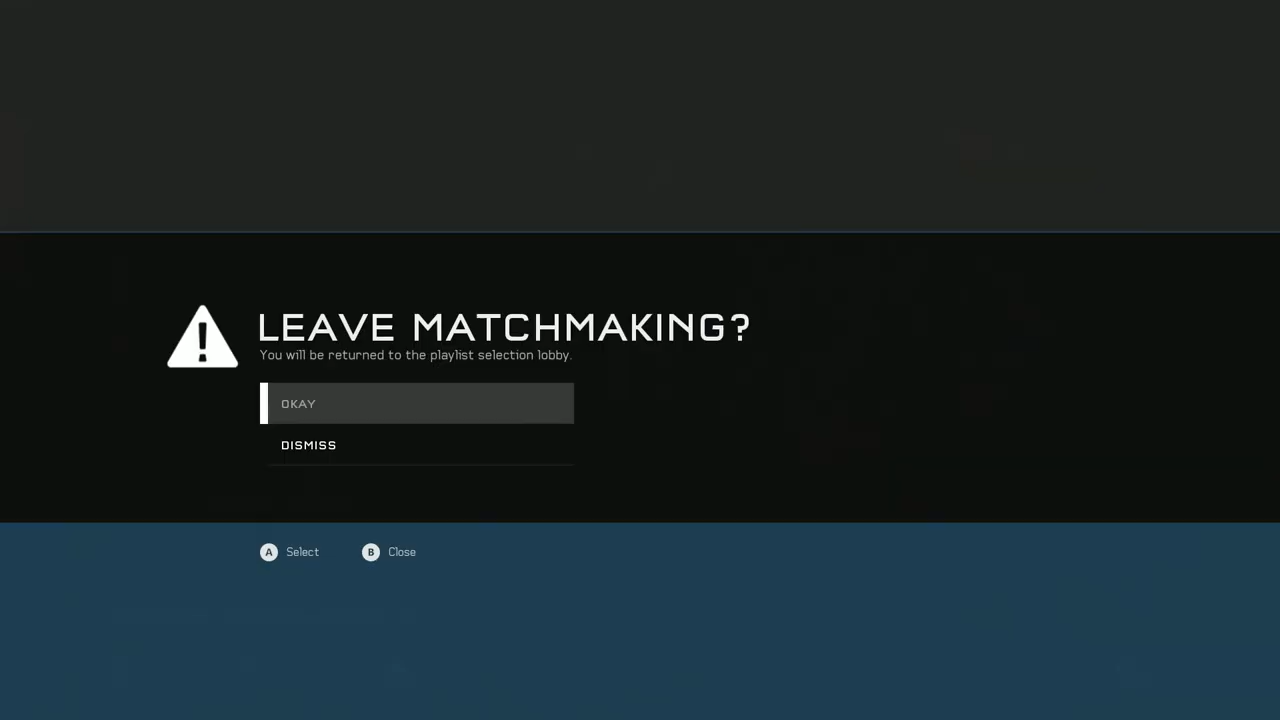 LEAVE MATCHMAKING?
You will be returned to the playlist selection lobby.
OKAY
DISMISS
A Select B Close